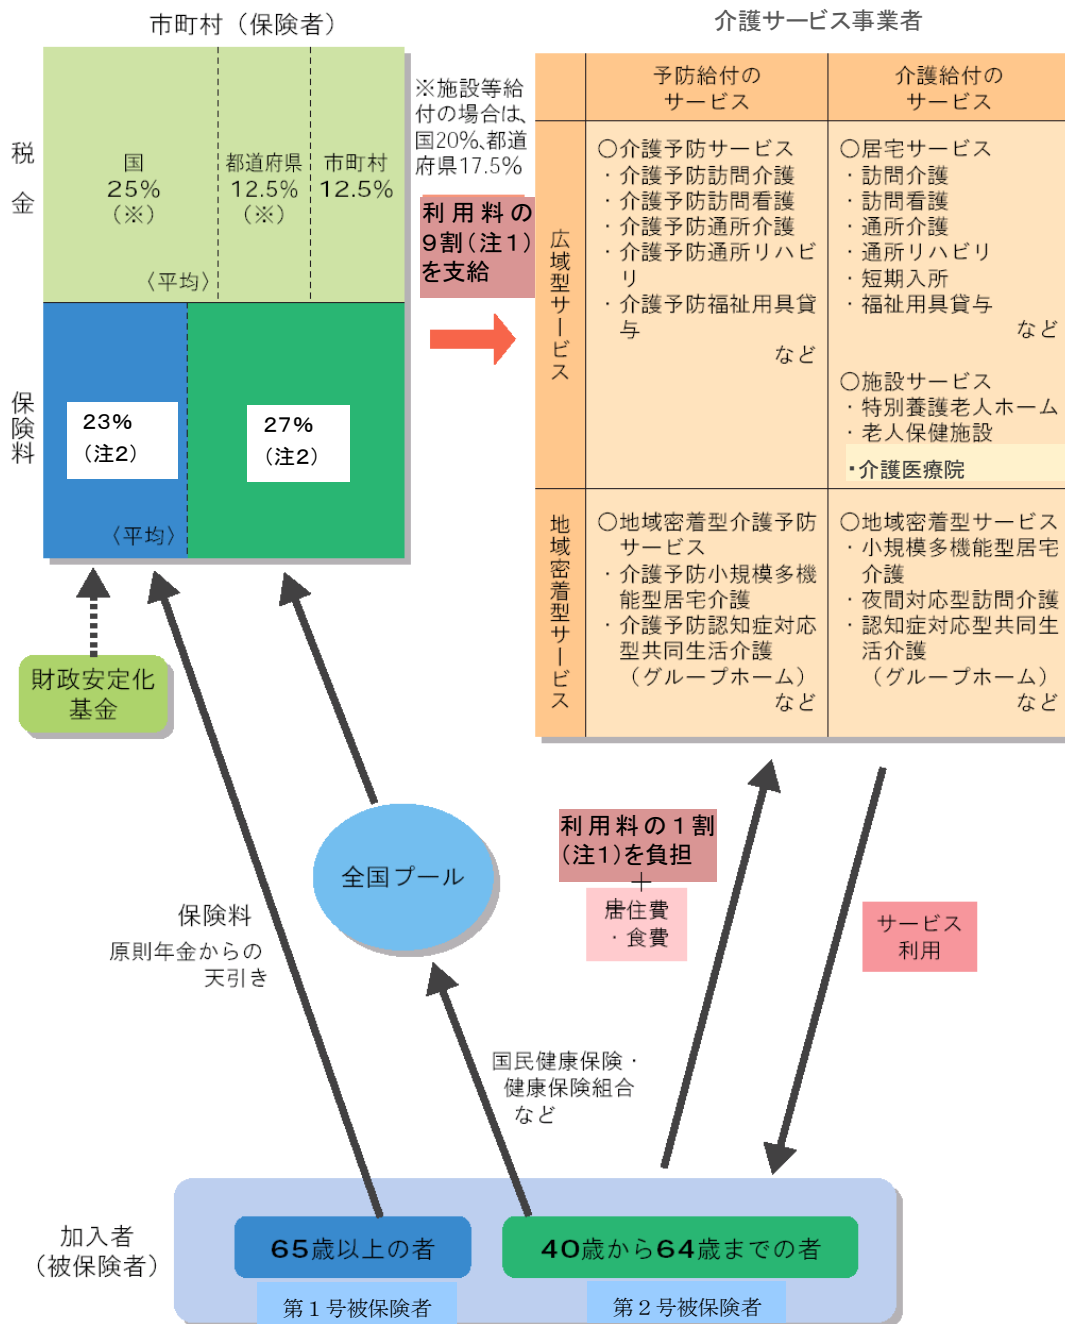 市町村（保険者）
税金
国
25%
（※）
都道府県
12.5%
（※）
市町村
12.5%
〈平均〉
※施設等給
付の場合は、
国20%、都道
府県17.5%
利用料の
9割（注1）
を支給
保険料
23%
（注2）
27%
（注2）
〈平均〉
財政安定化
基金
介護サービス事業者
予防給付の
サービス
介護給付の
サービス
広域型サービス
○介護予防サービス
・介護予防訪問介護
・介護予防訪問看護
・介護予防通所介護
・介護予防通所リハビ
リ
・介護予防福祉用具貸
与
など
○居宅サービス
・訪問介護
・訪問看護
・通所介護
・通所リハビリ
・短期入所
・福祉用具貸与
など
○施設サービス
・特別養護老人ホーム
・老人保健施設
・介護医療院
地域密着型サービス
○地域密着型介護予防
サービス
・介護予防小規模多機
能型居宅介護
・介護予防認知症対応
型共同生活介護
（グループホーム）
など
○地域密着型サービス
・小規模多機能型居宅
介護
・夜間対応型訪問介護
・認知症対応型共同生
活介護
（グループホーム）
など
全国プール
保険料
原則年金からの
天引き
国民健康保険・
健康保険組合
など
利用料の１割
（注1）を負担
＋
居住費
・食費
サービス
利用
加入者
（被保険者）
65歳以上の者
40歳から64歳までの者
第１号被保険者
第２号被保険者